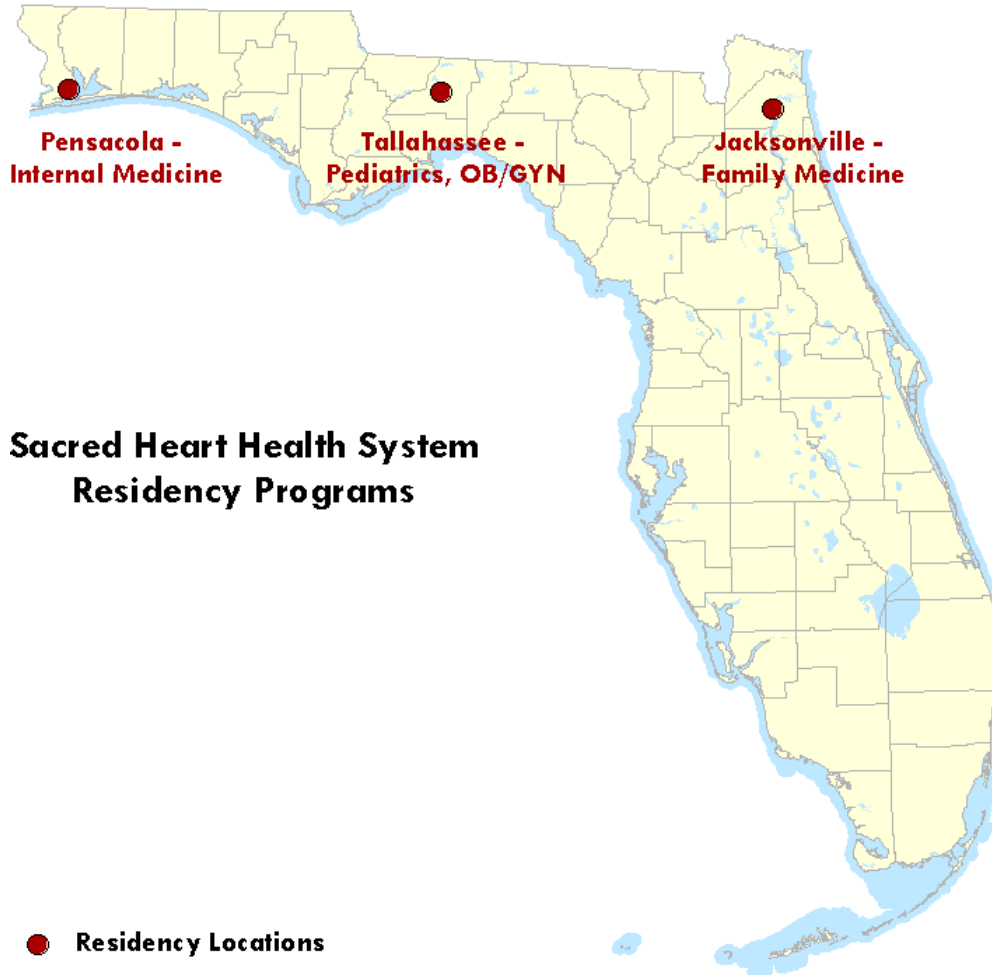 Pensacola -
Internal Medicine
Tallahassee -
Pediatrics, OB/GYN
Jacksonville -
Family Medicine
Sacred Heart Health System
Residency Programs
Residency Locations